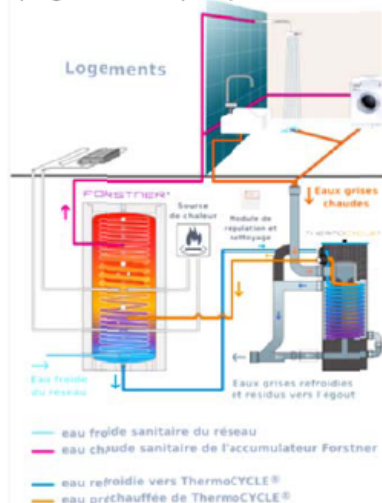 Logements
FORSTNER
Source
de chaleur
Module de
régulation et
nettoyage
Eaux grises
chaudes
THERMOCYCLE
Eau froide
du réseau
Eaux grises refroidies
et résidus vers l'égout
eau froide sanitaire du réseau
eau chaude sanitaire de l'accumulateur Forstner
eau refroidie vers ThermoCYCLE®
eau préchauffée de ThermoCYCLE®